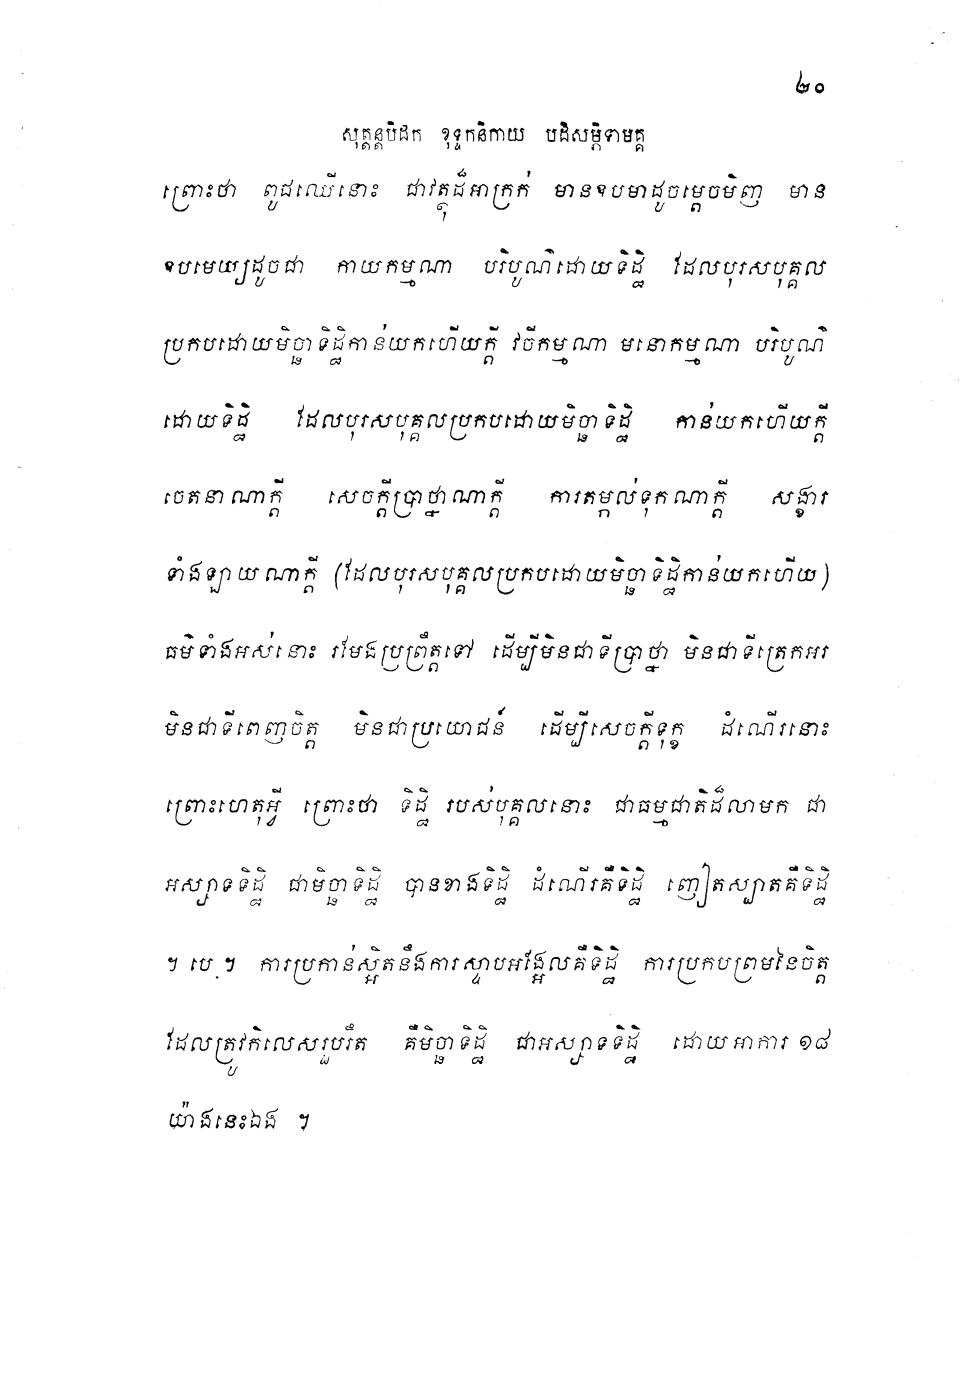 ២០
សុត្តន្តបិដក ខុទ្ទកនិកាយ បដិសម្ភិទាមគ្គ
ព្រោះថា ពូជឈើនោះ ជាវត្ថុដ៏អាក្រក់ មានឧបមាដូចម្តេចមិញ មាន
ឧបមេយ្យដូចជា កាយកម្មណា បរិបូណ៌ដោយទិដ្ឋិ ដែលបុរសបុគ្គល
ប្រកបដោយមិច្ឆាទិដ្ឋិកាន់យកហើយក្តី វចីកម្មណា មនោកម្មណា បរិបូណ៌
ដោយទិដ្ឋិ ដែលបុរសបុគ្គលប្រកបដោយមិច្ឆាទិដ្ឋិ កាន់យកហើយក្តី
ចេតនាណាក្តី សេចក្តីប្រាថ្នាណាក្តី ការតម្កល់ទុកណាក្តី សង្ខារ
ទាំងឡាយណាក្តី (ដែលបុរសបុគ្គលប្រកបដោយមិច្ឆាទិដ្ឋិកាន់យកហើយ)
ធម៌ទាំងអស់នោះ រមែងប្រព្រឹត្តទៅ ដើម្បីមិនជាទីប្រាថ្នា មិនជាទីត្រេកអរ
មិនជាទីពេញចិត្ត មិនជាប្រយោជន៍ ដើម្បីសេចក្តីទុក្ខ ដំណើរនោះ
ព្រោះហេតុអ្វី ព្រោះថា ទិដ្ឋិ របស់បុគ្គលនោះ ជាធម្មជាតិដ៏លាមក ជា
អស្សាទទិដ្ឋិ ជាមិច្ឆាទិដ្ឋិ បានខាងទិដ្ឋិ ដំណើរគឺទិដ្ឋិ ញៀតស្បាតគឺទិដ្ឋិ
។ បេ ។ ការប្រកាន់ស្អិតនឹងការស្ទាបអង្អែលគឺទិដ្ឋិ ការប្រកបព្រមនៃចិត្ត
ដែលត្រូវកិលេសរួបរឹត គឺមិច្ឆាទិដ្ឋិ ជាអស្សាទទិដ្ឋិ ដោយអាការ ១៨
យ៉ាងនេះឯង ។